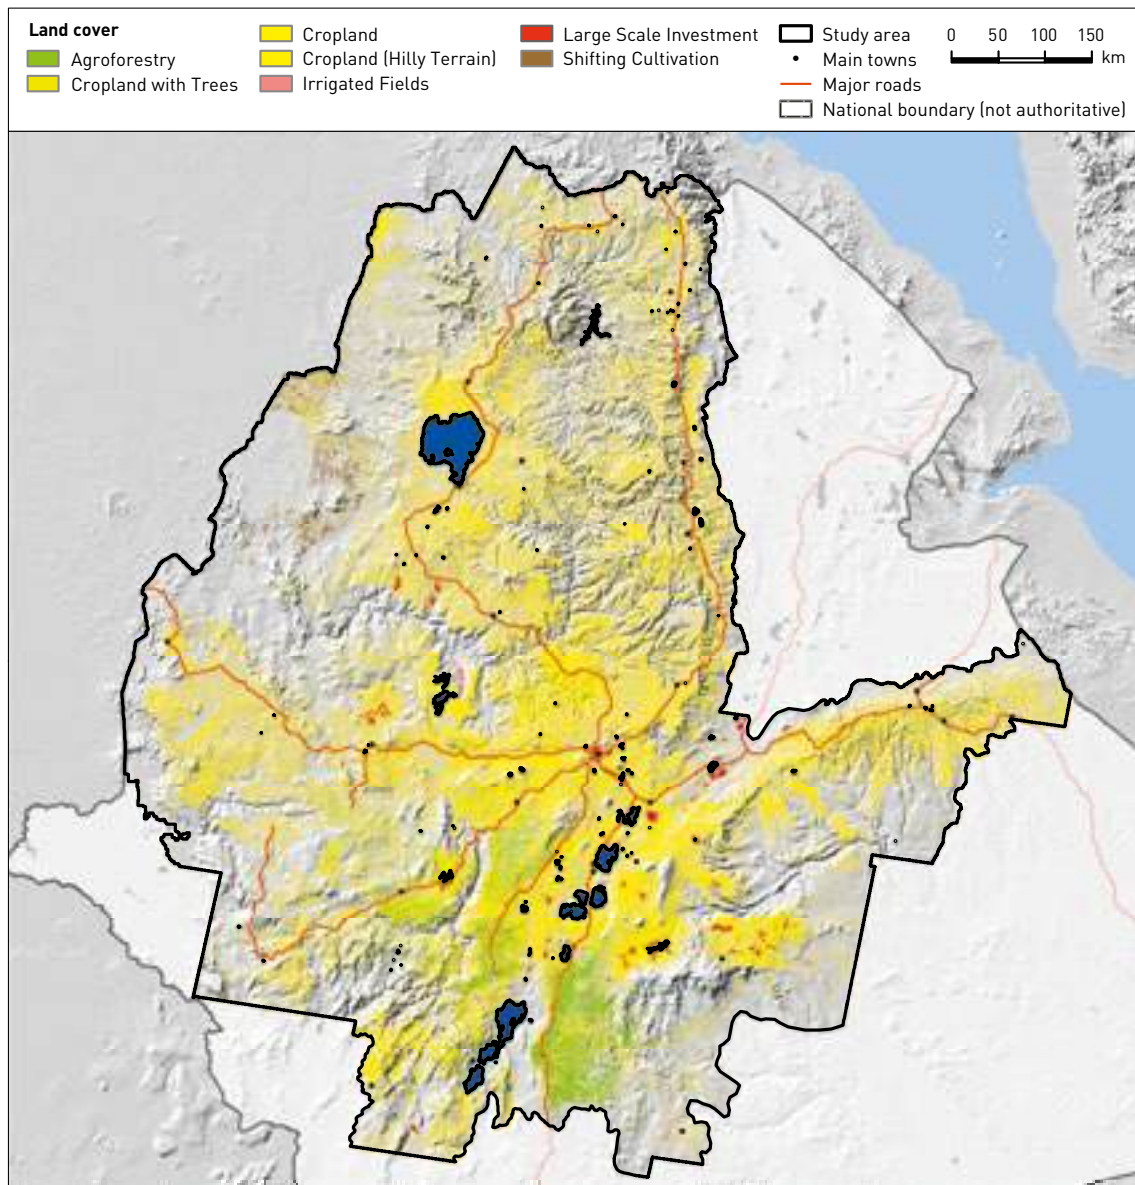 Land cover
Agroforestry
Cropland with Trees
Cropland
Cropland (Hilly Terrain)
Irrigated Fields
Large Scale Investment
Shifting Cultivation
Study area
Main towns
Major roads
National boundary (not authoritative)
0 50 100 150
km